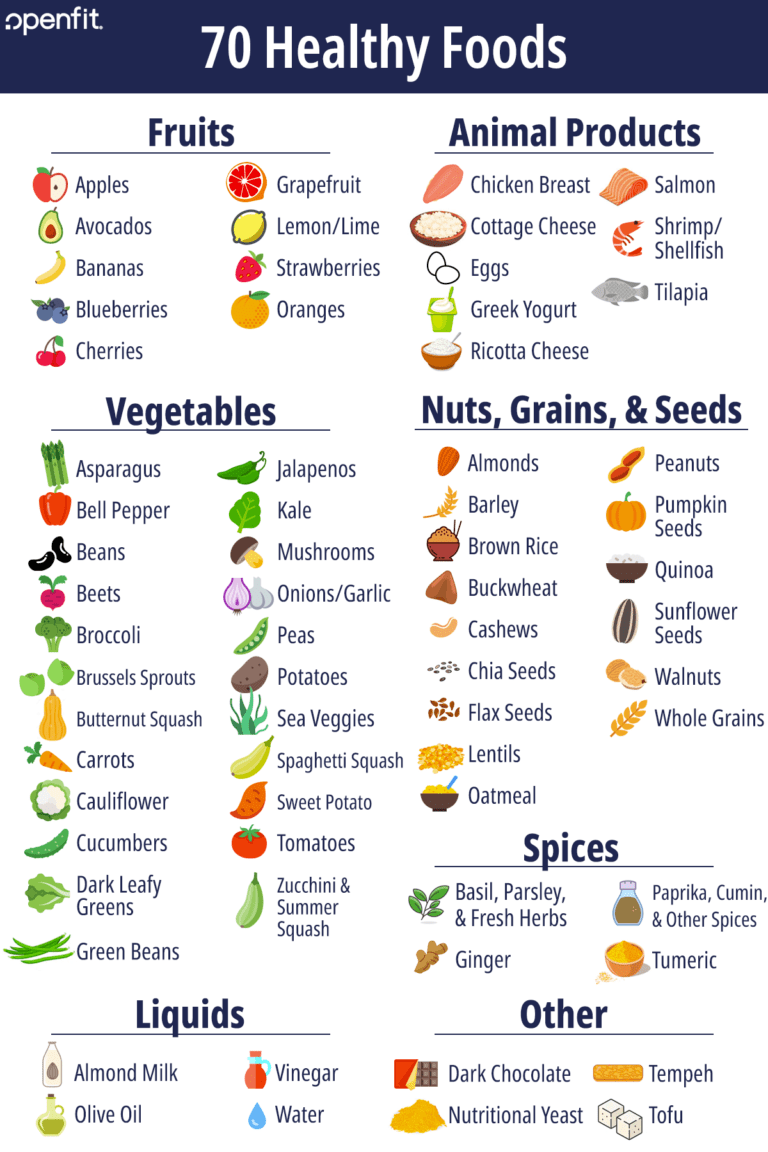 openfit.
70 Healthy Foods
Fruits
Apples
Avocados
Bananas
Blueberries
Cherries
Grapefruit
Lemon/Lime
Strawberries
Oranges
Animal Products
Chicken Breast
Cottage Cheese
Eggs
Greek Yogurt
Ricotta Cheese
Salmon
Shrimp/
Shellfish
Tilapia
Vegetables
Asparagus
Bell Pepper
Beans
Beets
Broccoli
Brussels Sprouts
Butternut Squash
Carrots
Cauliflower
Cucumbers
Dark Leafy
Greens
Green Beans
Jalapenos
Kale
Mushrooms
Onions/Garlic
Peas
Potatoes
Sea Veggies
Spaghetti Squash
Sweet Potato
Tomatoes
Zucchini &
Summer
Squash
Nuts, Grains, & Seeds
Almonds
Barley
Brown Rice
Buckwheat
Cashews
Chia Seeds
Flax Seeds
Lentils
Oatmeal
Peanuts
Pumpkin
Seeds
Quinoa
Sunflower
Seeds
Walnuts
Whole Grains
Spices
Basil, Parsley,
& Fresh Herbs
Ginger
Paprika, Cumin,
& Other Spices
Tumeric
Liquids
Almond Milk
Olive Oil
Vinegar
Water
Other
Dark Chocolate
Nutritional Yeast
Tempeh
Tofu